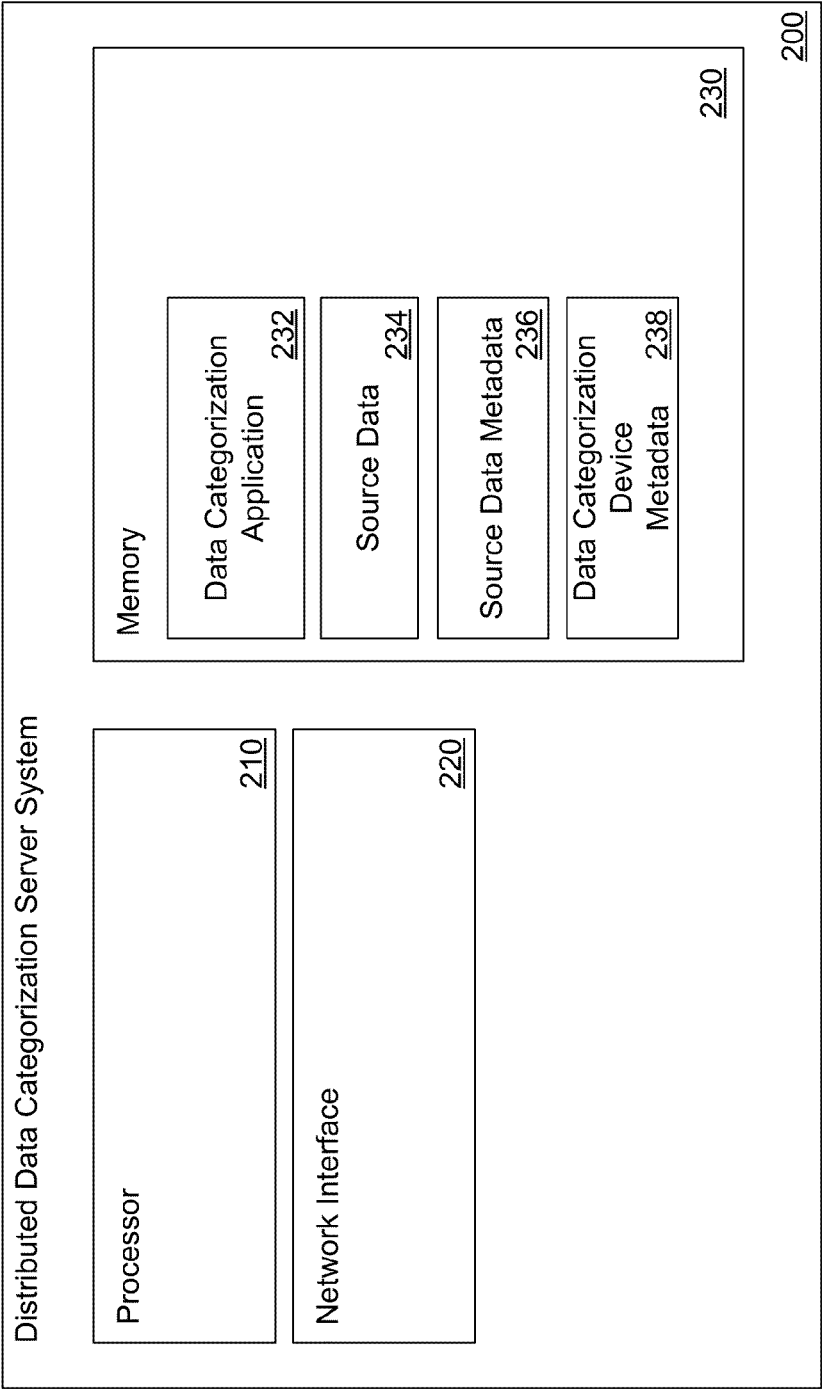 Distributed Data Categorization Server System
Processor
210
Network Interface
220
Memory
Data Categorization
Application
232
Source Data
234
Source Data Metadata
236
Data Categorization
Device
Metadata
238
230
200